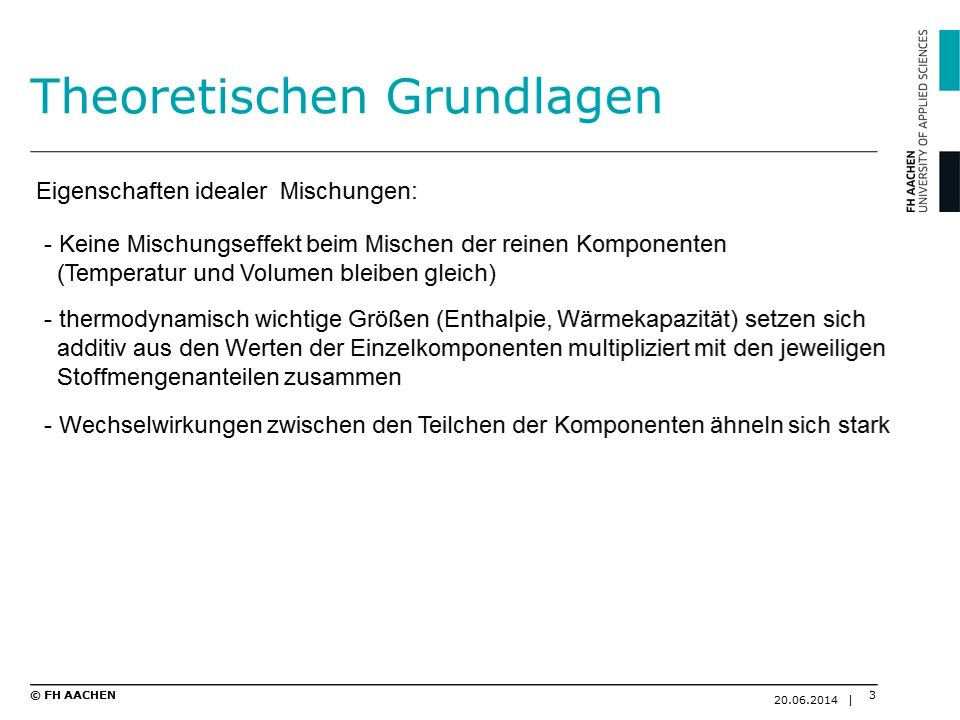 Theoretischen Grundlagen
FH AACHEN
UNIVERSITY OF APPLIED SCIENCES
Eigenschaften idealer  Mischungen:
- Keine Mischungseffekt beim Mischen der reinen Komponenten
(Temperatur und Volumen bleiben gleich)
- thermodynamisch wichtige Größen (Enthalpie, Wärmekapazität) setzen sich
additiv aus den Werten der Einzelkomponenten multipliziert mit den jeweiligen
Stoffmengenanteilen zusammen
- Wechselwirkungen zwischen den Teilchen der Komponenten ähneln sich stark
© FH AACHEN
20.06.2014 |
3